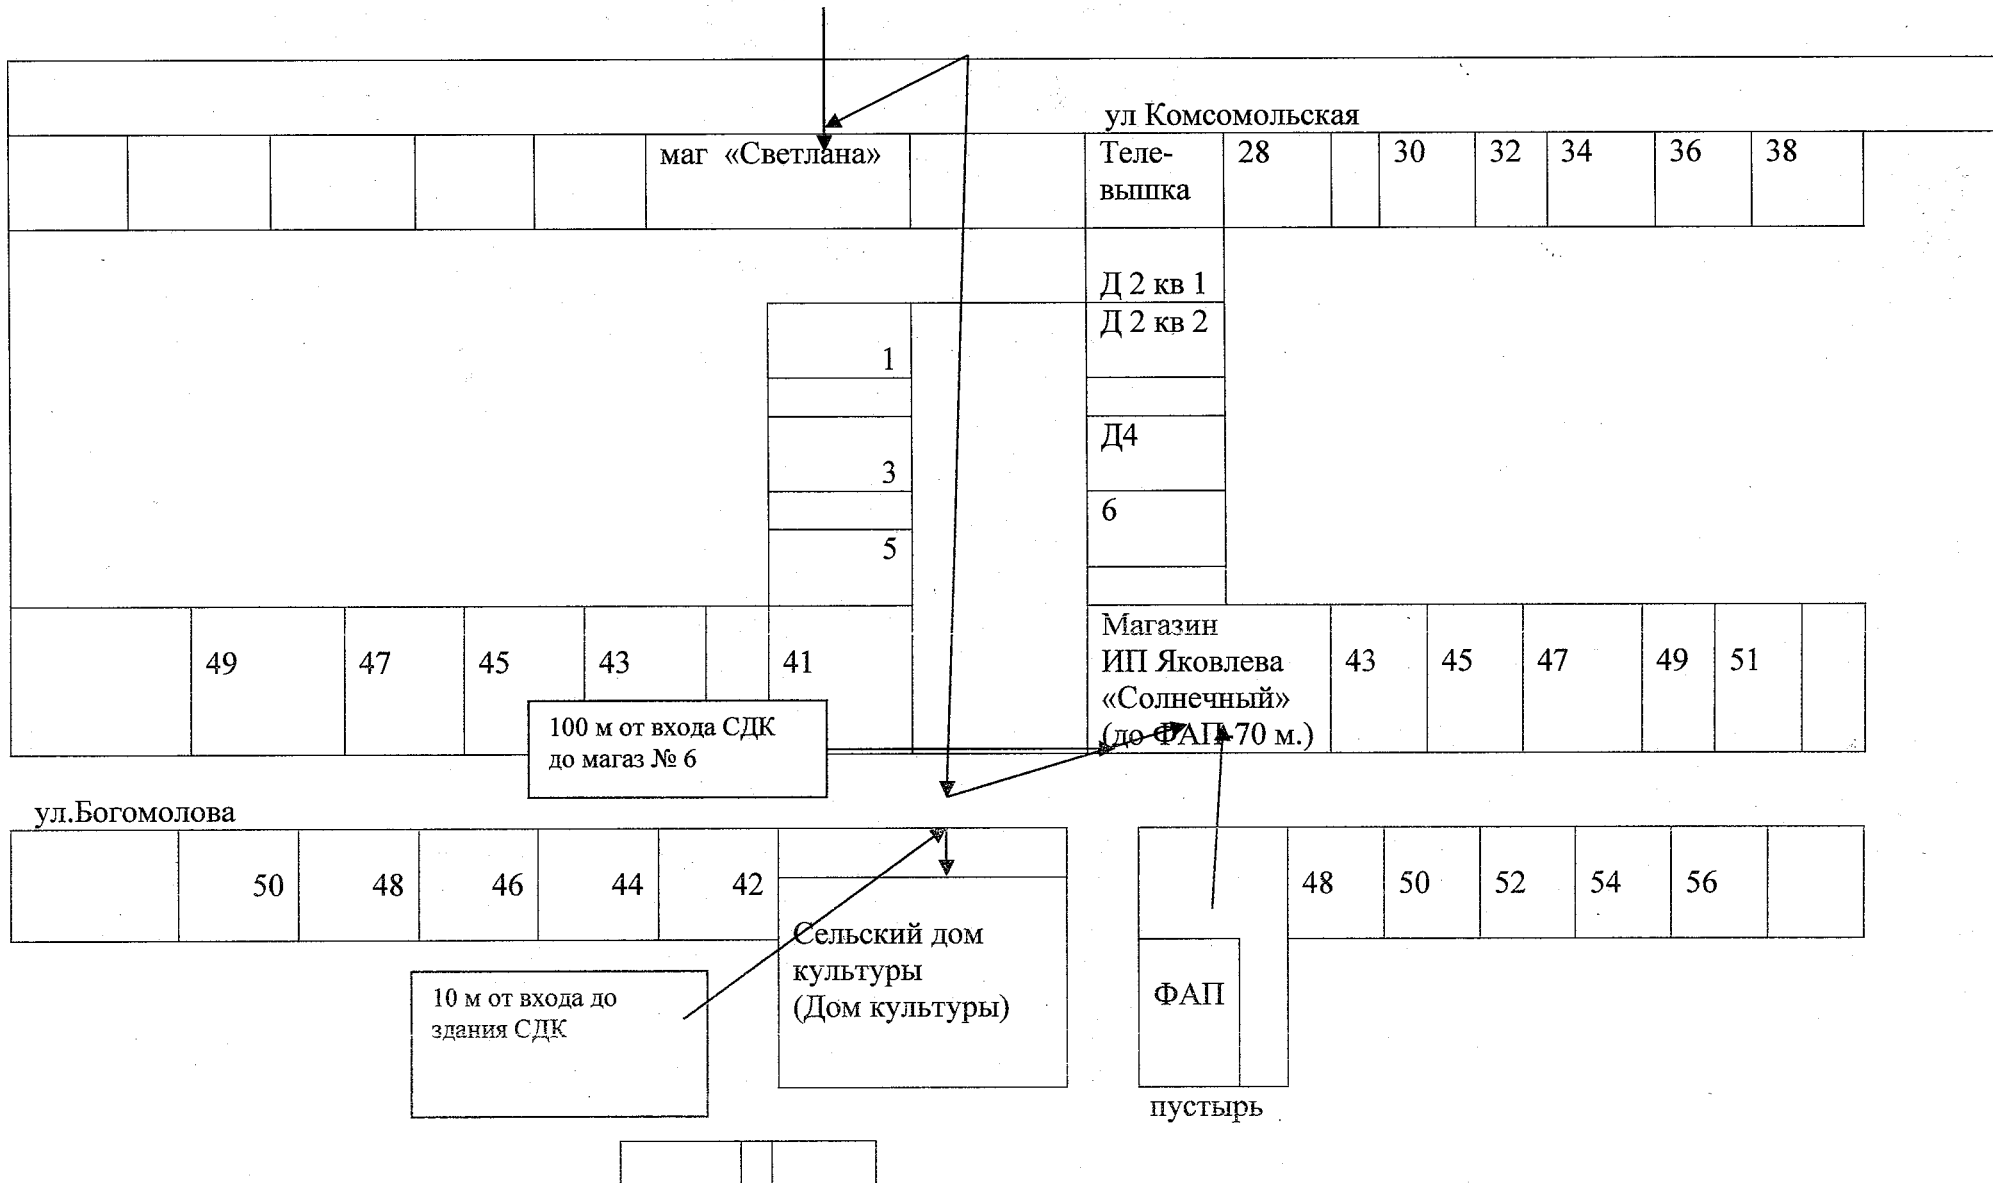 ул Комсомольская
маг «Светлана»
Теле-
вышка
28
30
32
34
36
38
Д 2 кв 1
Д 2 кв 2
1
Д4
3
6
5
49
47
45
43
41
Магазин
ИП Яковлева
«Солнечный»
(до ФАП-70 м.)
43
45
47
49
51
100 м от входа СДК
до магаз № 6
ул.Богомолова
50
48
46
44
42
48
50
52
54
56
Сельский дом
культуры
(Дом культуры)
10 м от входа до
здания СДК
ФАП
пустырь